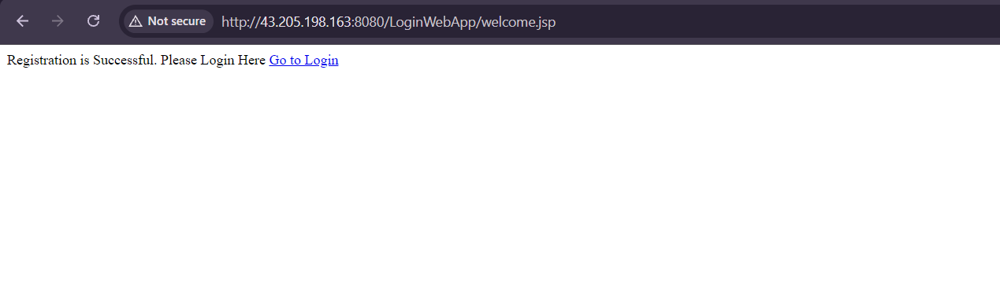 Not secure http://43.205.198.163:8080/LoginWebApp/welcome.jsp
Registration is Successful. Please Login Here Go to Login